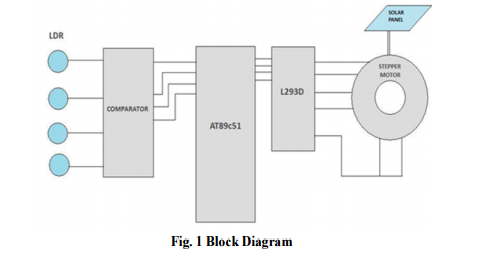 SOLAR
PANEL
LDR
STEPPER
MOTOR
L293D
COMPARATOR
AT89c51
Fig. 1 Block Diagram